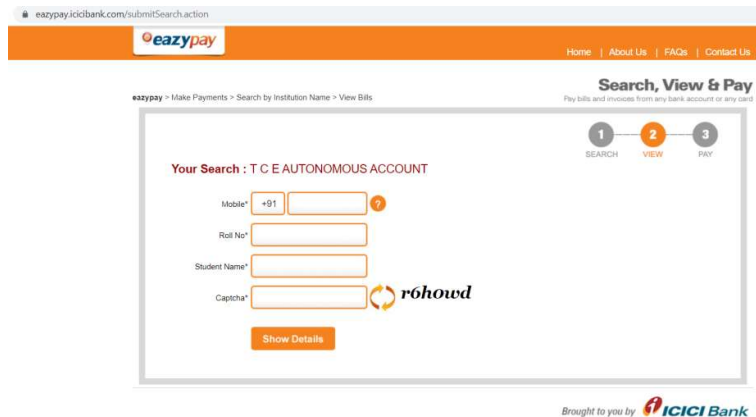 eazypay.icicibank.com/submitSearch.action
eazypay
Home | About Us | FAQs | Contact Us
Search, View & Pay
eazypay > Make Payments > Search by Institution Name > View Bills
Pay bills and invoices from any bank account or any card
1 2 3
SEARCH VIEW PAY
Your Search : T C E AUTONOMOUS ACCOUNT
Mobile* +91 ?
Roll No*
Student Name*
Captcha* r6howd
Show Details
Brought to you by ICICI Bank